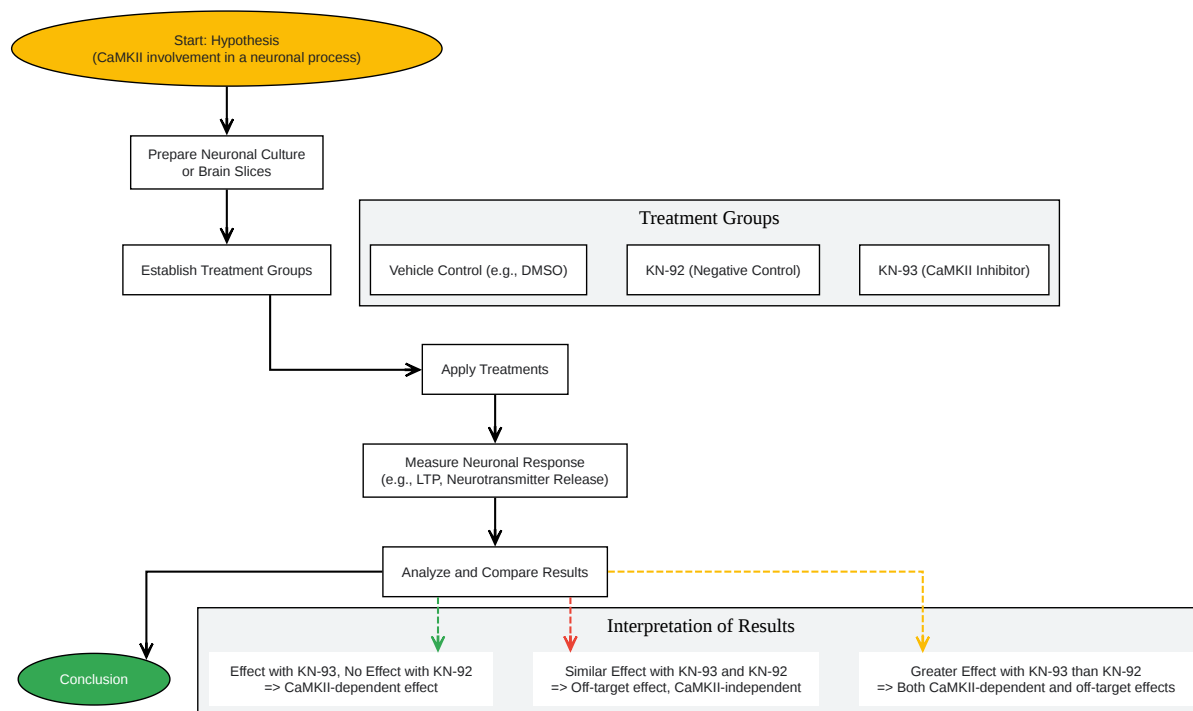 Start: Hypothesis
(CaMKII involvement in a neuronal process)
Prepare Neuronal Culture
or Brain Slices
Treatment Groups
Establish Treatment Groups
Vehicle Control (e.g., DMSO)
KN-92 (Negative Control)
KN-93 (CaMKII Inhibitor)
Apply Treatments
Measure Neuronal Response
(e.g., LTP, Neurotransmitter Release)
Analyze and Compare Results
Interpretation of Results
Conclusion
Effect with KN-93, No Effect with KN-92
=> CaMKII-dependent effect
Similar Effect with KN-93 and KN-92
=> Off-target effect, CaMKII-independent
Greater Effect with KN-93 than KN-92
=> Both CaMKII-dependent and off-target effects